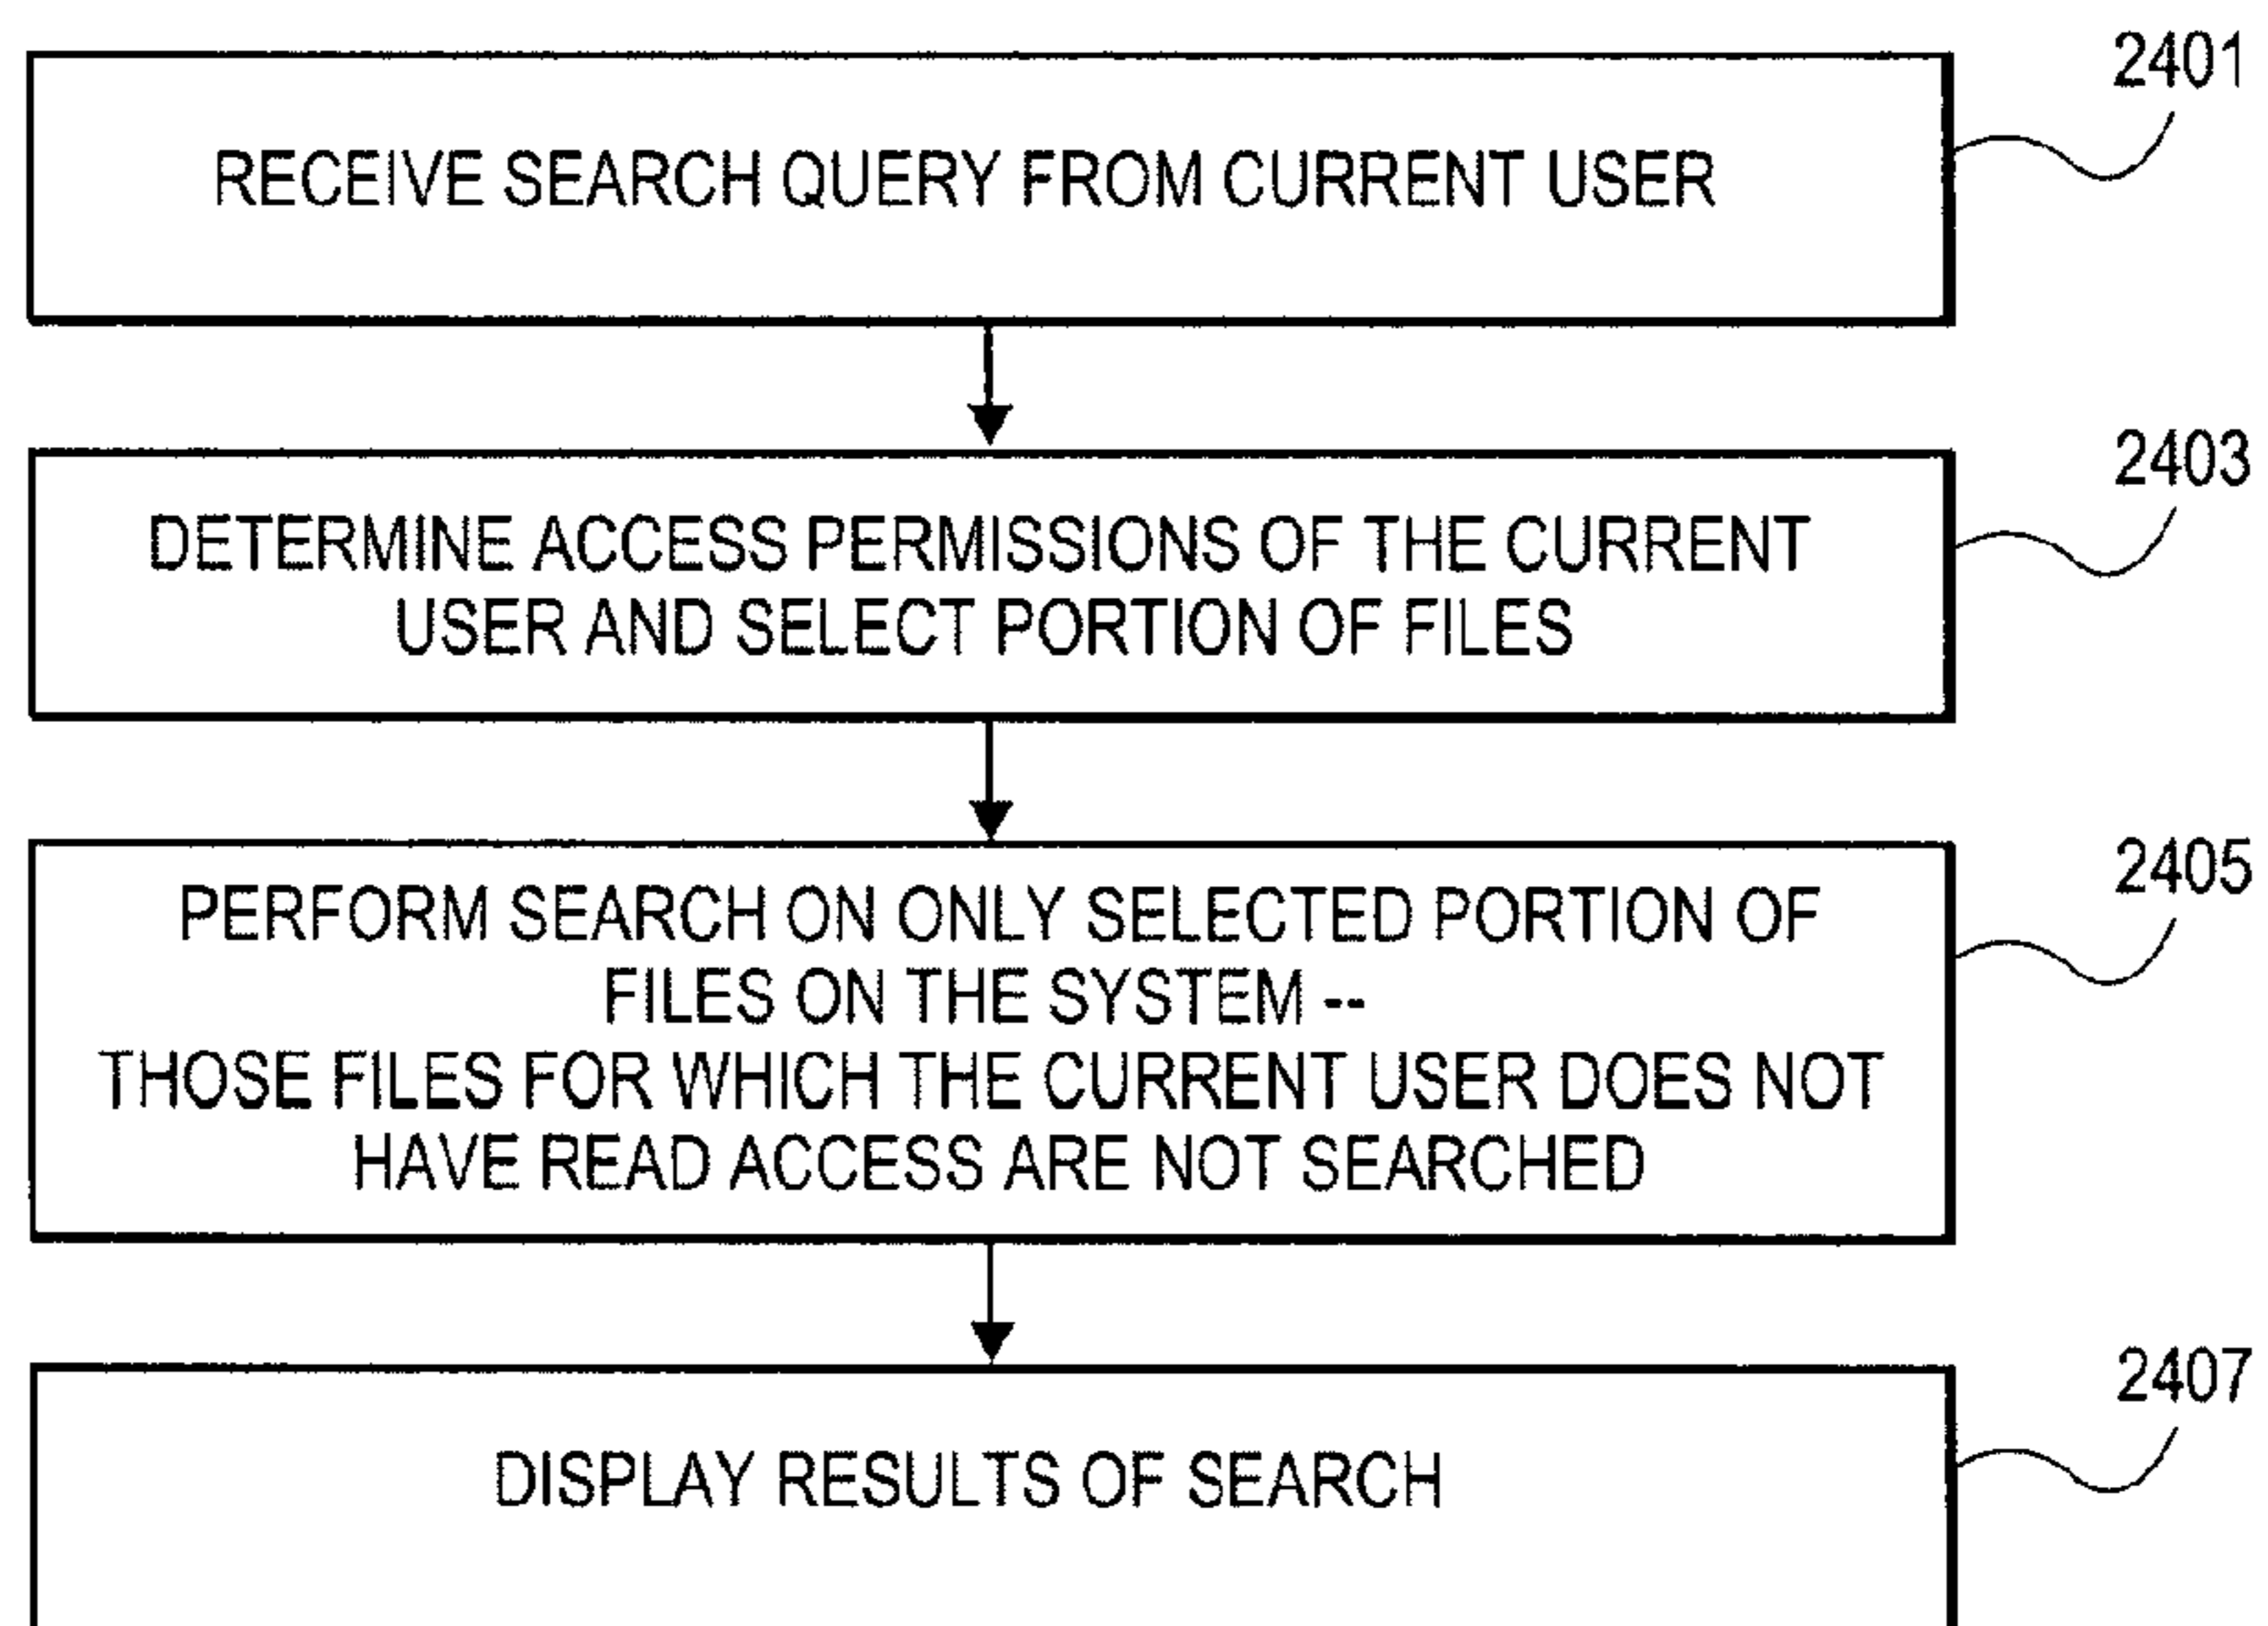 2401
RECEIVE SEARCH QUERY FROM CURRENT USER
2403
DETERMINE ACCESS PERMISSIONS OF THE CURRENT
USER AND SELECT PORTION OF FILES
2405
PERFORM SEARCH ON ONLY SELECTED PORTION OF
FILES ON THE SYSTEM --
THOSE FILES FOR WHICH THE CURRENT USER DOES NOT
HAVE READ ACCESS ARE NOT SEARCHED
2407
DISPLAY RESULTS OF SEARCH